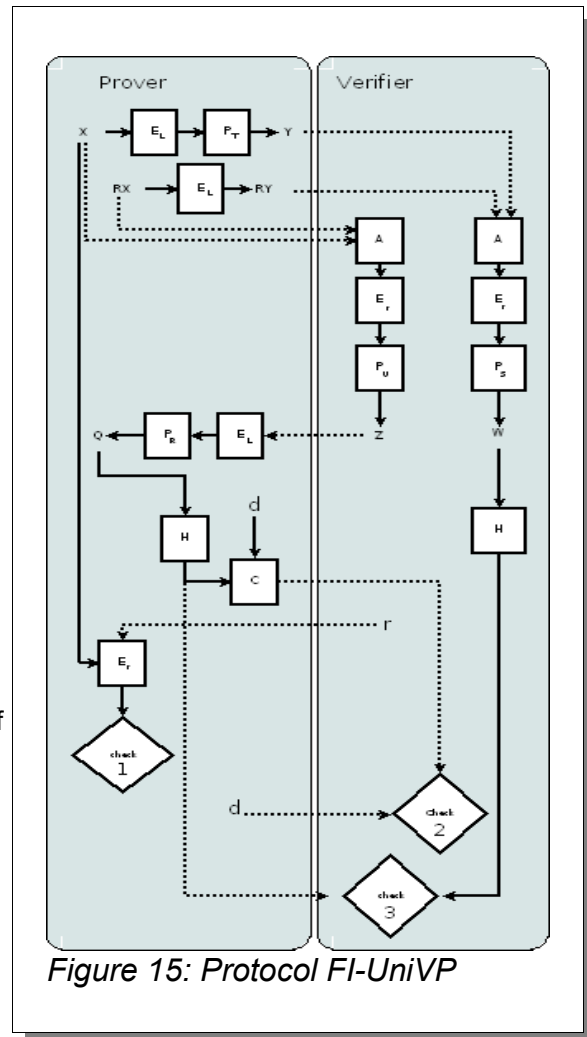 Prover Verifier
X E_L P_T Y
RX E_L RY
A A
E_r E_r
P_U P_S
Q P_R E_L Z W
d
H H
C
r
E_r
check
1
d
Check
2
check
3
f
Figure 15: Protocol FI-UniVP